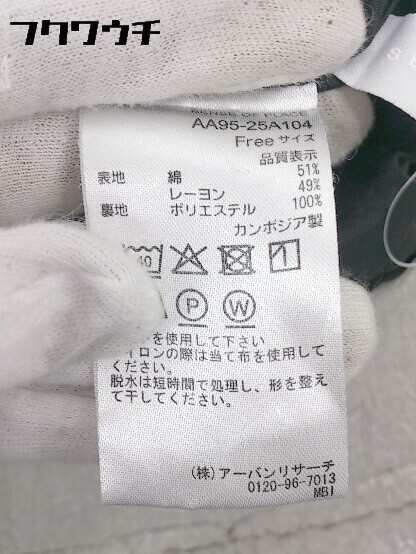 フクワウチ
SENSE OF PLACE
AA95-25A104
Free サイズ
品質表示
表地 綿 51%
レーヨン 49%
裏地 ポリエステル 100%
カンボジア製
40
P W
を使用して下さい
イロンの際は当て布を使用して
ください。
脱水は短時間で処理し、形を整え
て干してください。
(株) アーバンリサーチ
0120-96-7013
MBI